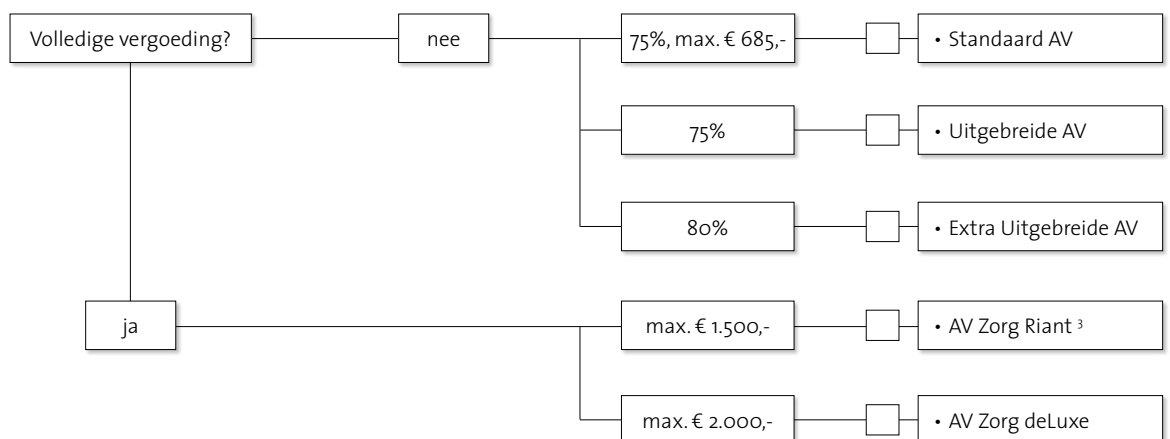 Volledige vergoeding? nee 75%, max. € 685,- • Standaard AV
75% • Uitgebreide AV
80% • Extra Uitgebreide AV
ja max. € 1.500,- • AV Zorg Riant ³
max. € 2.000,- • AV Zorg deLuxe